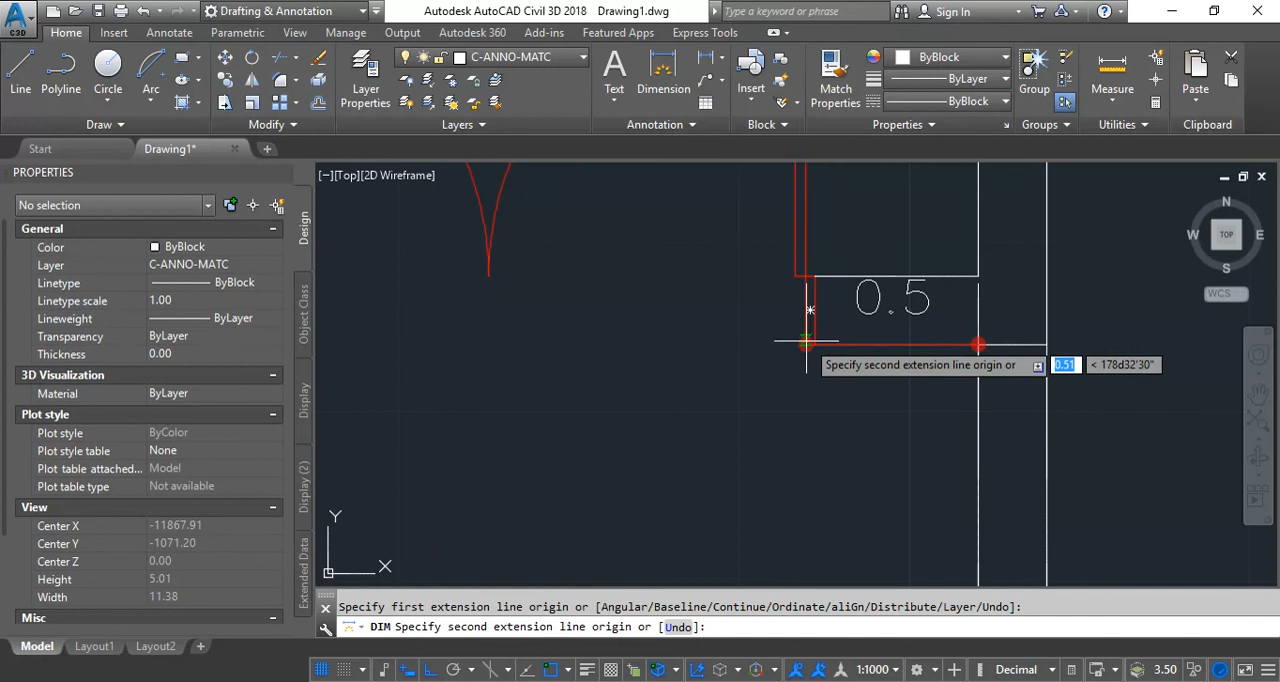 Drafting & Annotation
Autodesk AutoCAD Civil 3D 2018 Drawing1.dwg
Type a keyword or phrase
Sign In
C3D
Home Insert Annotate Parametric View Manage Output Autodesk 360 Add-ins Featured Apps Express Tools
Line Polyline Circle Arc
Draw
Modify
Layer Properties
C-ANNO-MATC
Layers
Text Dimension
Annotation
Insert
Block
Match Properties
ByBlock
ByLayer
ByBlock
Properties
Group
Groups
Measure
Utilities
Paste
Clipboard
Start Drawing1*
PROPERTIES
No selection
General
Color ByBlock
Layer C-ANNO-MATC
Linetype ByBlock
Linetype scale 1.00
Lineweight ByLayer
Transparency ByLayer
Thickness 0.00
3D Visualization
Material ByLayer
Plot style
Plot style ByColor
Plot style table None
Plot table attached... Model
Plot table type Not available
View
Center X -11867.91
Center Y -1071.20
Center Z 0.00
Height 5.01
Width 11.38
Misc
Design
Object Class
Display
Display (2)
Extended Data
[−][Top][2D Wireframe]
N
W TOP E
S
WCS
0.5
Specify second extension line origin or 0.51 < 178d32'30"
Y
X
Specify first extension line origin or [Angular/Baseline/Continue/Ordinate/aliGn/Distribute/Layer/Undo]:
DIM Specify second extension line origin or [Undo]:
Model Layout1 Layout2
1:1000 Decimal 3.50